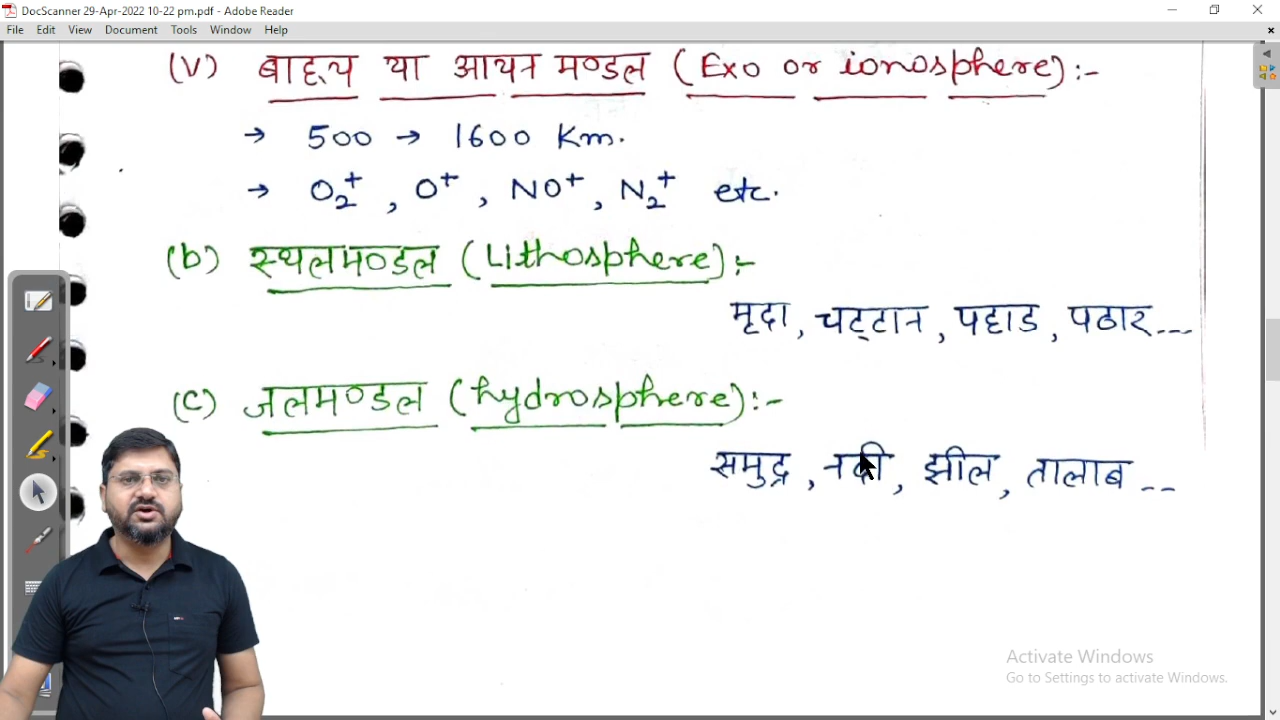 DocScanner 29-Apr-2022 10-22 pm.pdf - Adobe Reader
File Edit View Document Tools Window Help
(V) बाह्य या आयन मण्डल (Exo or ionosphere) :-
→ 500 → 1600 Km.
→ O₂⁺, O⁺, NO⁺, N₂⁺ etc.
(b) स्थलमण्डल (Lithosphere) :-
मृदा, चट्टान, पहाड, पठार---
(C) जलमण्डल (hydrosphere) :-
समुद्र, नदी, झील, तालाब --
Activate Windows
Go to Settings to activate Windows.